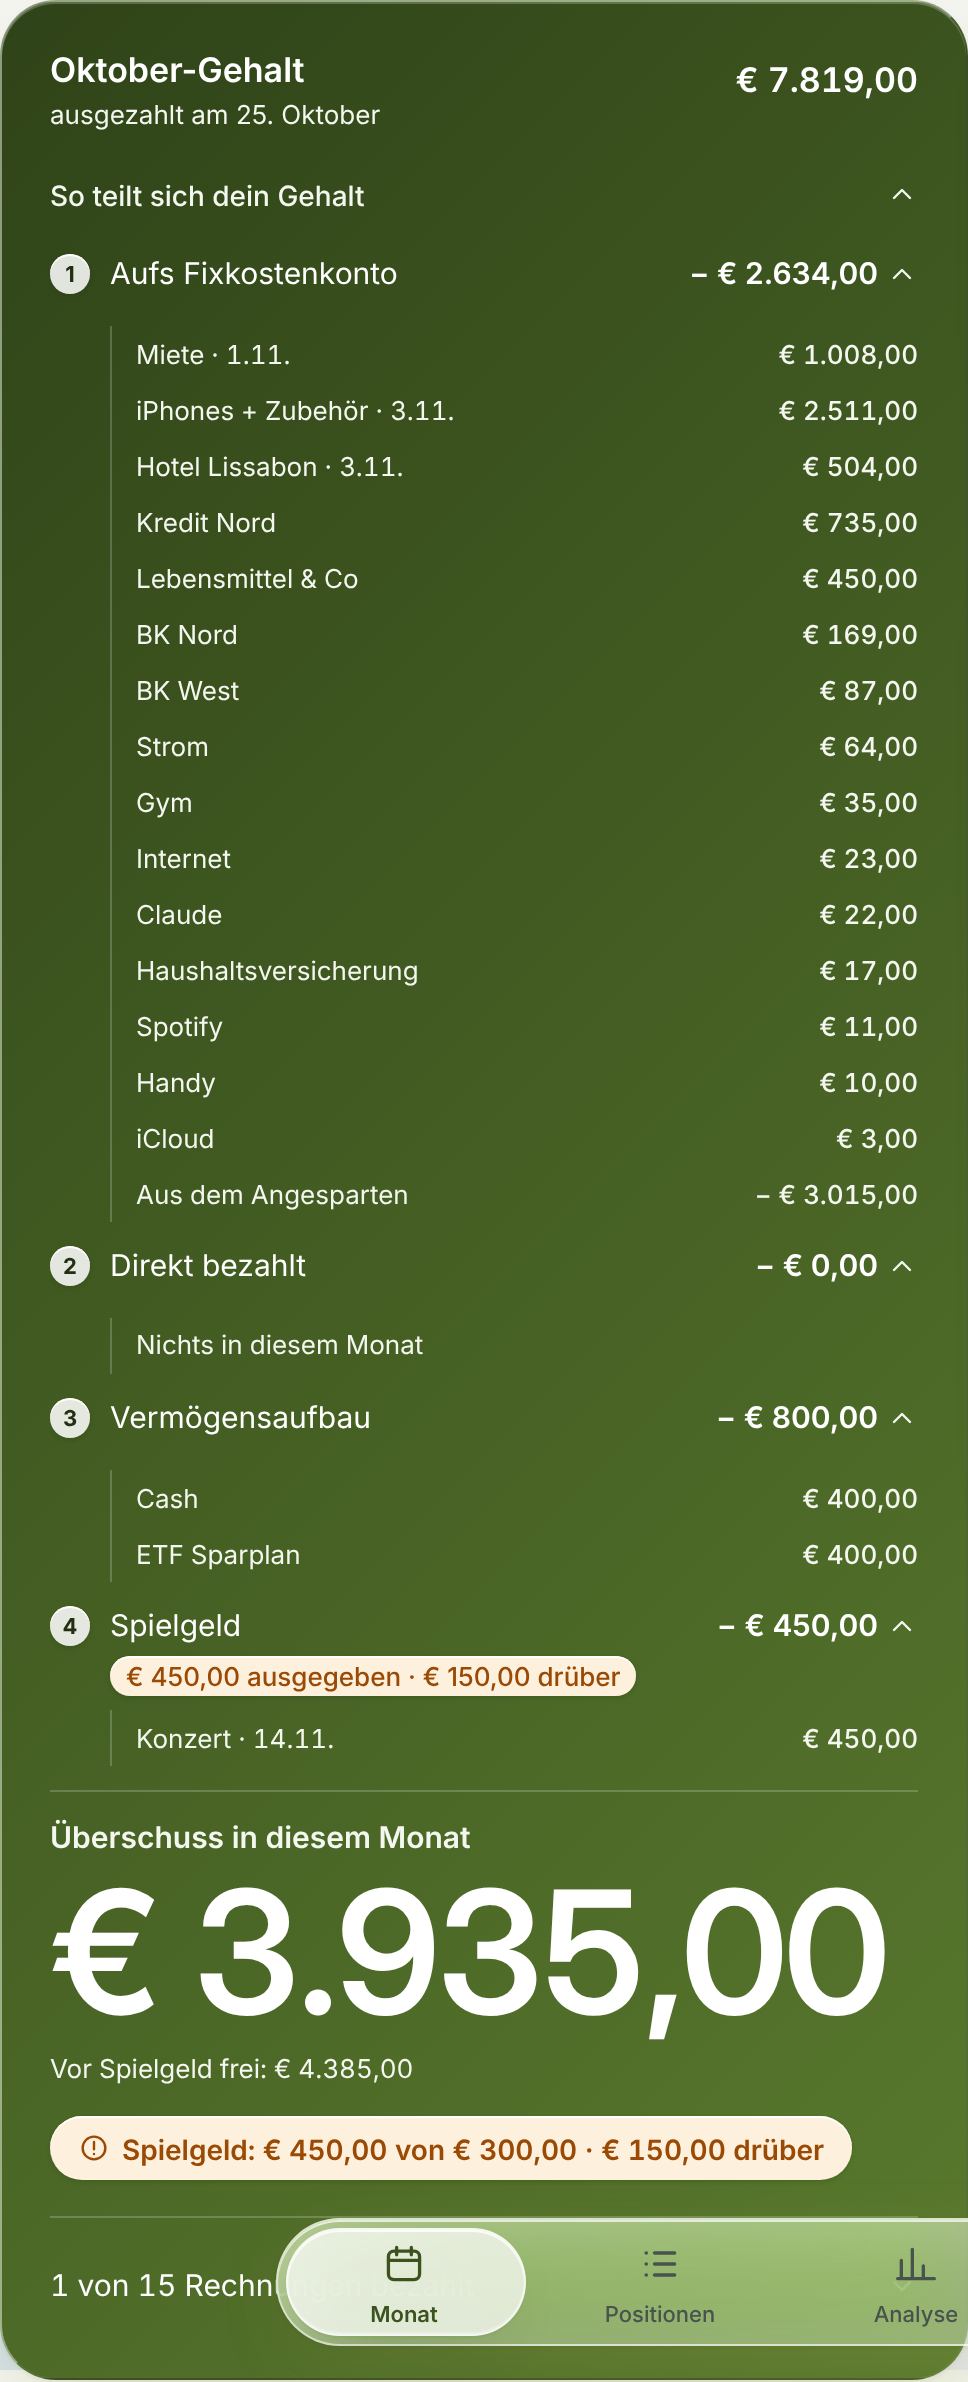 Oktober-Gehalt € 7.819,00
ausgezahlt am 25. Oktober
So teilt sich dein Gehalt
1 Aufs Fixkostenkonto – € 2.634,00
Miete · 1.11. € 1.008,00
iPhones + Zubehör · 3.11. € 2.511,00
Hotel Lissabon · 3.11. € 504,00
Kredit Nord € 735,00
Lebensmittel & Co € 450,00
BK Nord € 169,00
BK West € 87,00
Strom € 64,00
Gym € 35,00
Internet € 23,00
Claude € 22,00
Haushaltsversicherung € 17,00
Spotify € 11,00
Handy € 10,00
iCloud € 3,00
Aus dem Angesparten – € 3.015,00
2 Direkt bezahlt – € 0,00
Nichts in diesem Monat
3 Vermögensaufbau – € 800,00
Cash € 400,00
ETF Sparplan € 400,00
4 Spielgeld – € 450,00
€ 450,00 ausgegeben · € 150,00 drüber
Konzert · 14.11. € 450,00
Überschuss in diesem Monat
€ 3.935,00
Vor Spielgeld frei: € 4.385,00
Spielgeld: € 450,00 von € 300,00 · € 150,00 drüber
1 von 15 Rechnungen bezahlt
Monat Positionen Analyse